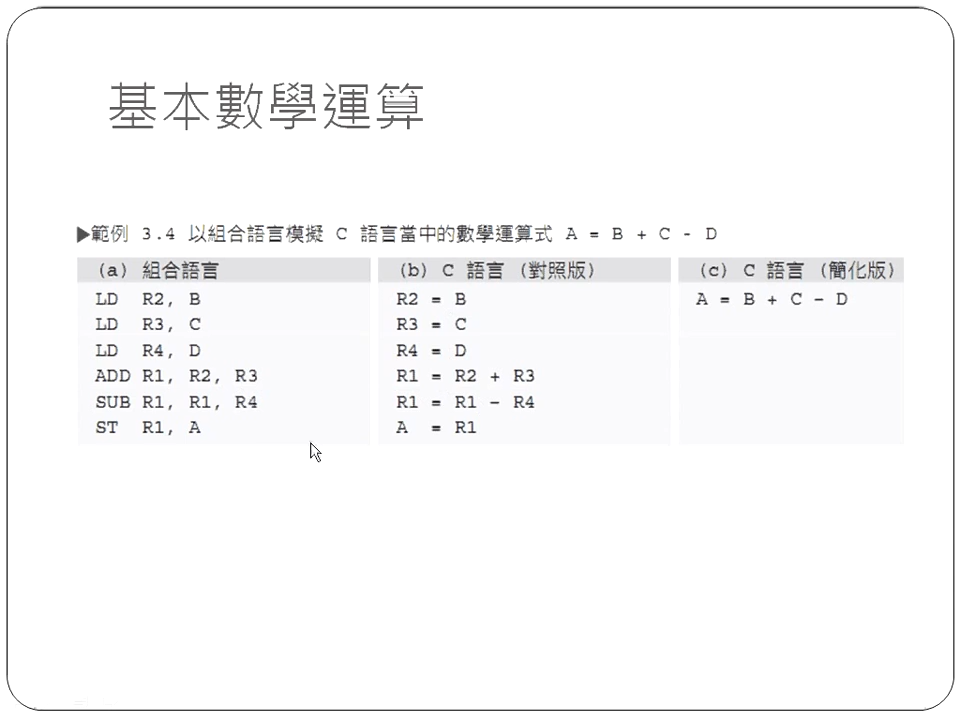 基本數學運算
▶範例 3.4 以組合語言模擬 C 語言當中的數學運算式 A = B + C - D
(a) 組合語言 (b) C 語言 (對照版) (c) C 語言 (簡化版)
LD R2, B R2 = B A = B + C - D
LD R3, C R3 = C
LD R4, D R4 = D
ADD R1, R2, R3 R1 = R2 + R3
SUB R1, R1, R4 R1 = R1 - R4
ST R1, A A = R1